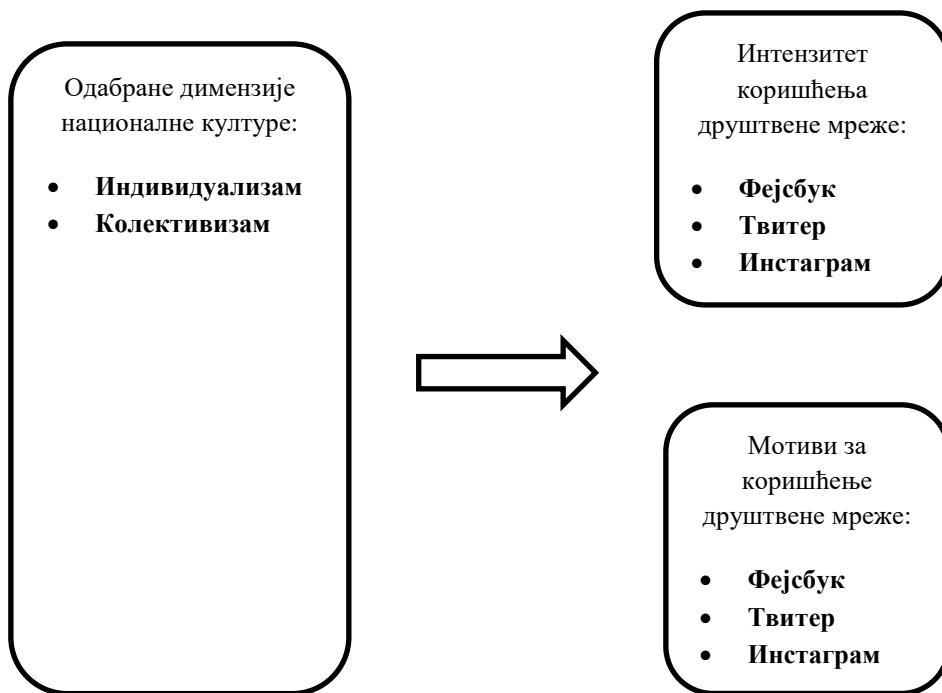 Одабране димензије
националне културе:
• Индивидуализам
• Колективизам
Интензитет
коришћења
друштвене мреже:
• Фејсбук
• Твитер
• Инстаграм
Мотиви за
коришћење
друштвене мреже:
• Фејсбук
• Твитер
• Инстаграм